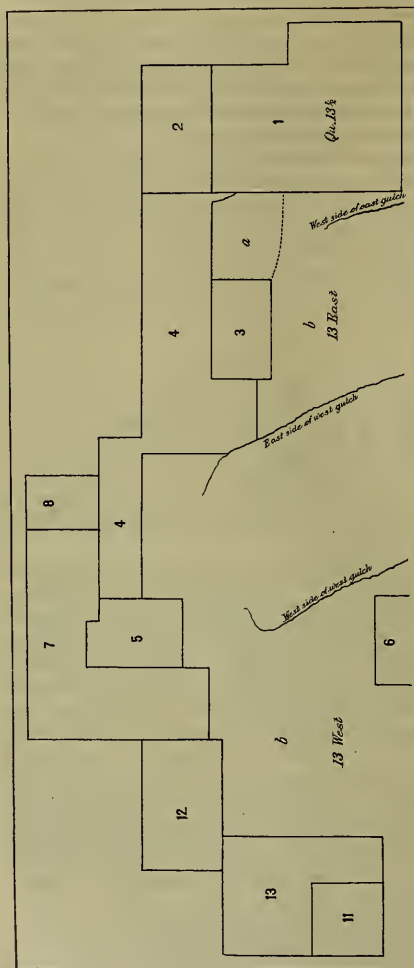 8
7
4
2
5
4
1
Qu. 13½
a
3
12
b
13 East
West side of east gulch
East side of west gulch
West side of west gulch
b
13 West
6
13
11